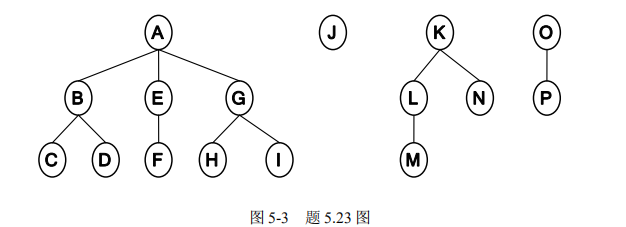 A J K O
B E G L N P
C D F H I M
图 5-3 题 5.23 图